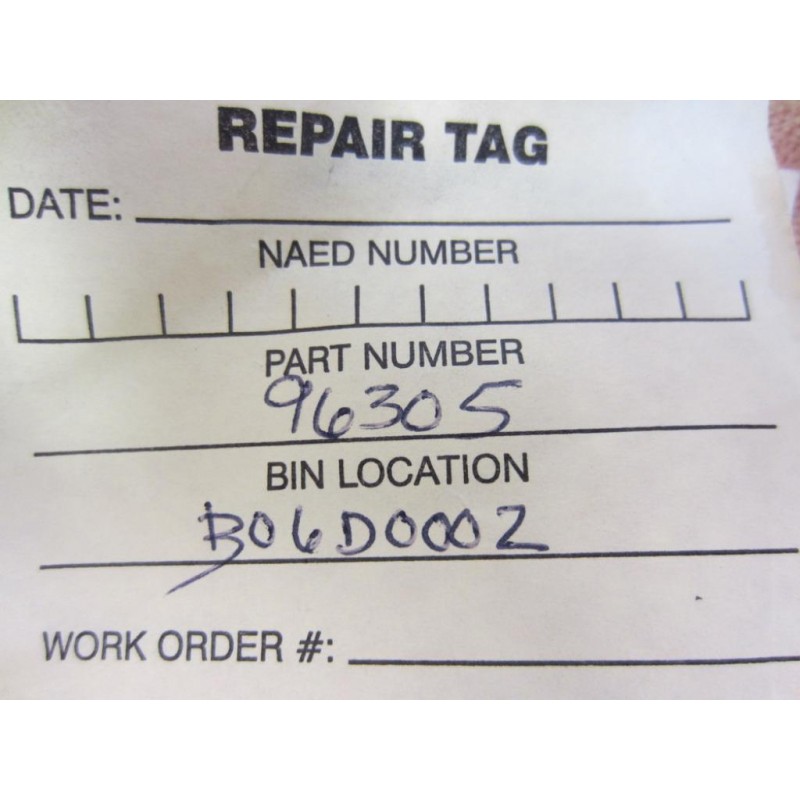 REPAIR TAG
DATE:
NAED NUMBER
PART NUMBER
96305
BIN LOCATION
B06D0002
WORK ORDER #: